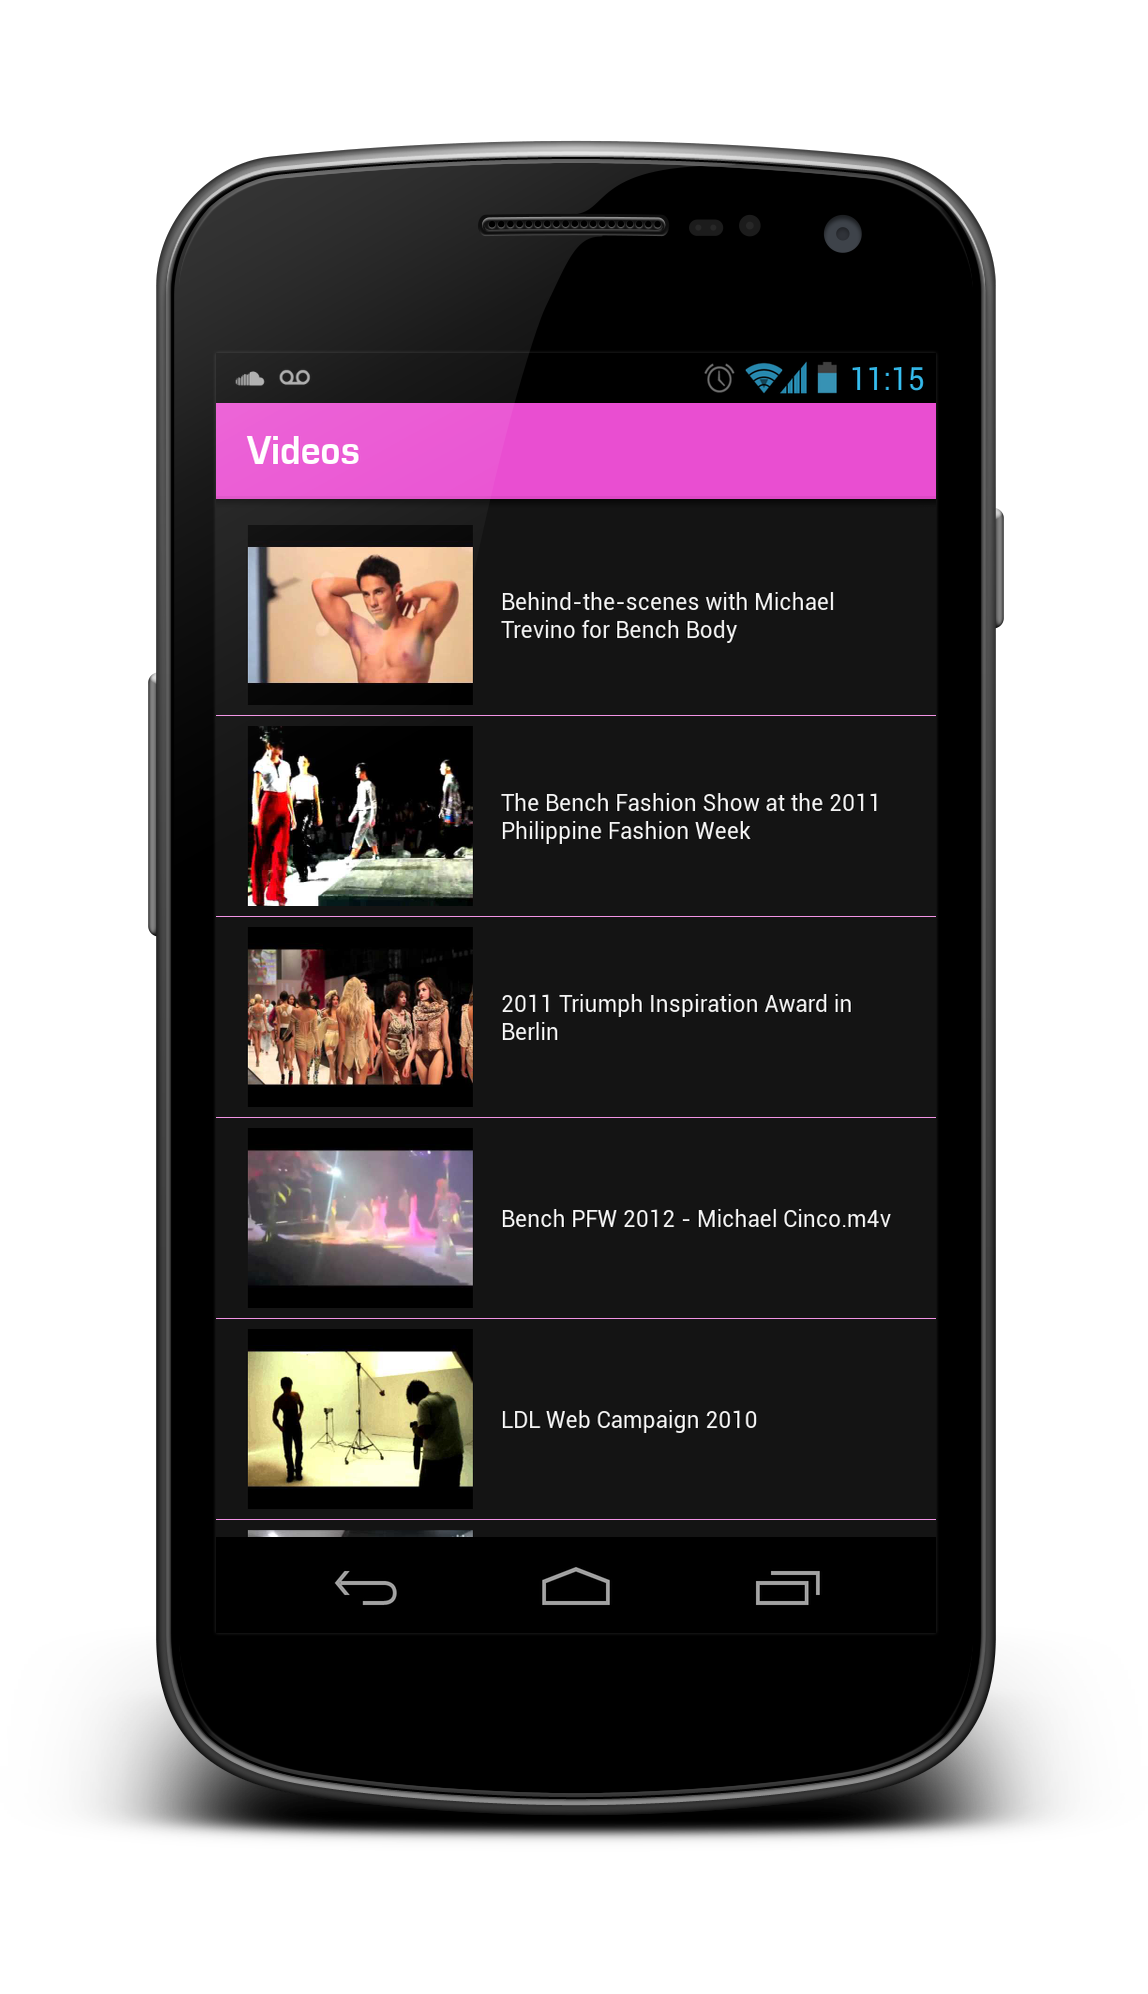 11:15
Videos
Behind-the-scenes with Michael
Trevino for Bench Body
The Bench Fashion Show at the 2011
Philippine Fashion Week
2011 Triumph Inspiration Award in
Berlin
Bench PFW 2012 - Michael Cinco.m4v
LDL Web Campaign 2010